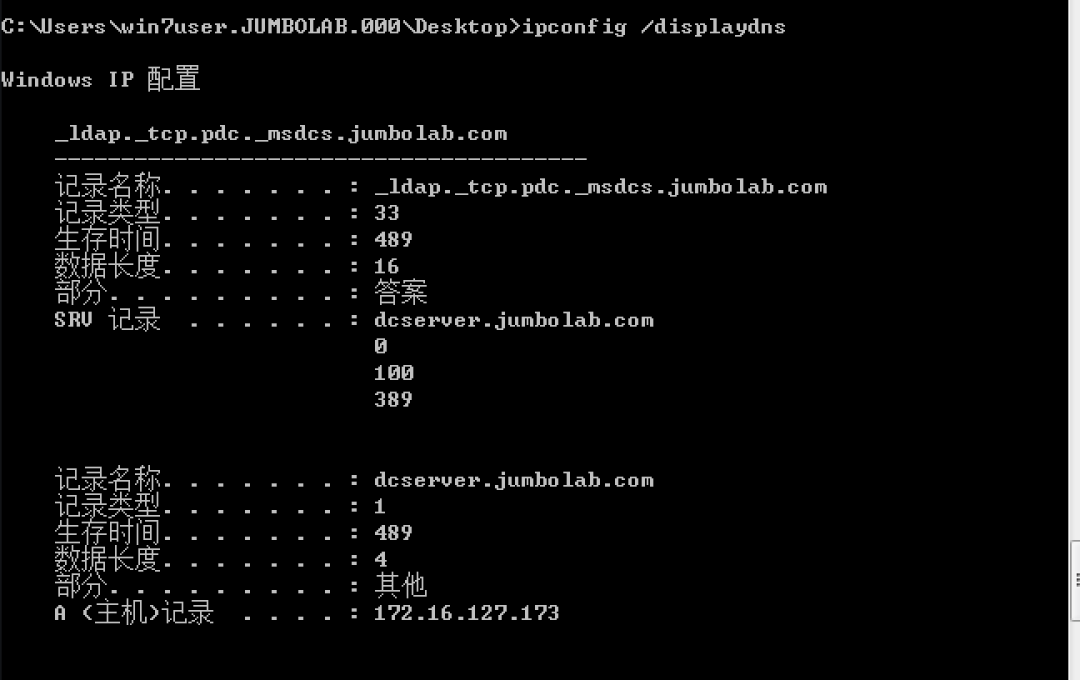 C:\Users\win7user.JUMBOLAB.000\Desktop>ipconfig /displaydns
Windows IP 配置
_ldap._tcp.pdc._msdcs.jumbolab.com
----------------------------------------
记录名称. . . . . . . : _ldap._tcp.pdc._msdcs.jumbolab.com
记录类型. . . . . . . : 33
生存时间. . . . . . . : 489
数据长度. . . . . . . : 16
部分. . . . . . . . . : 答案
SRV 记录  . . . . . . : dcserver.jumbolab.com
0
100
389
记录名称. . . . . . . : dcserver.jumbolab.com
记录类型. . . . . . . : 1
生存时间. . . . . . . : 489
数据长度. . . . . . . : 4
部分. . . . . . . . . : 其他
A (主机)记录  . . . . : 172.16.127.173